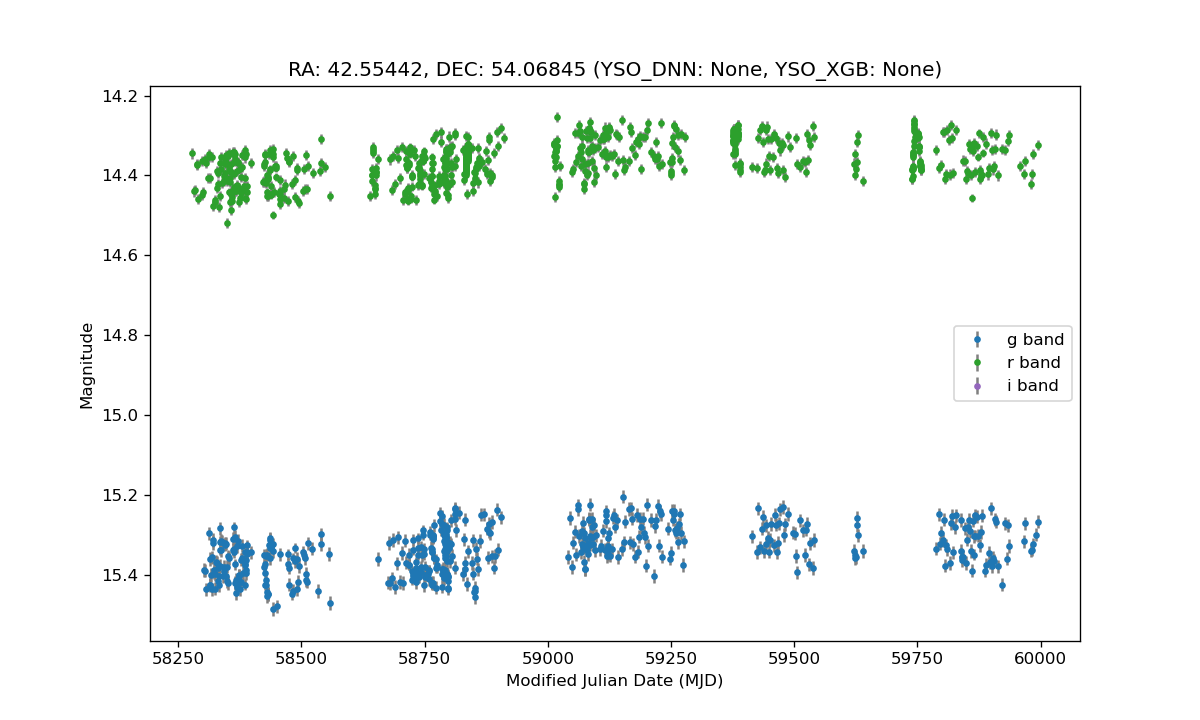 RA: 42.55442, DEC: 54.06845 (YSO_DNN: None, YSO_XGB: None)
14.2
14.4
14.6
14.8
15.0
15.2
15.4
Magnitude
g band
r band
i band
58250 58500 58750 59000 59250 59500 59750 60000
Modified Julian Date (MJD)